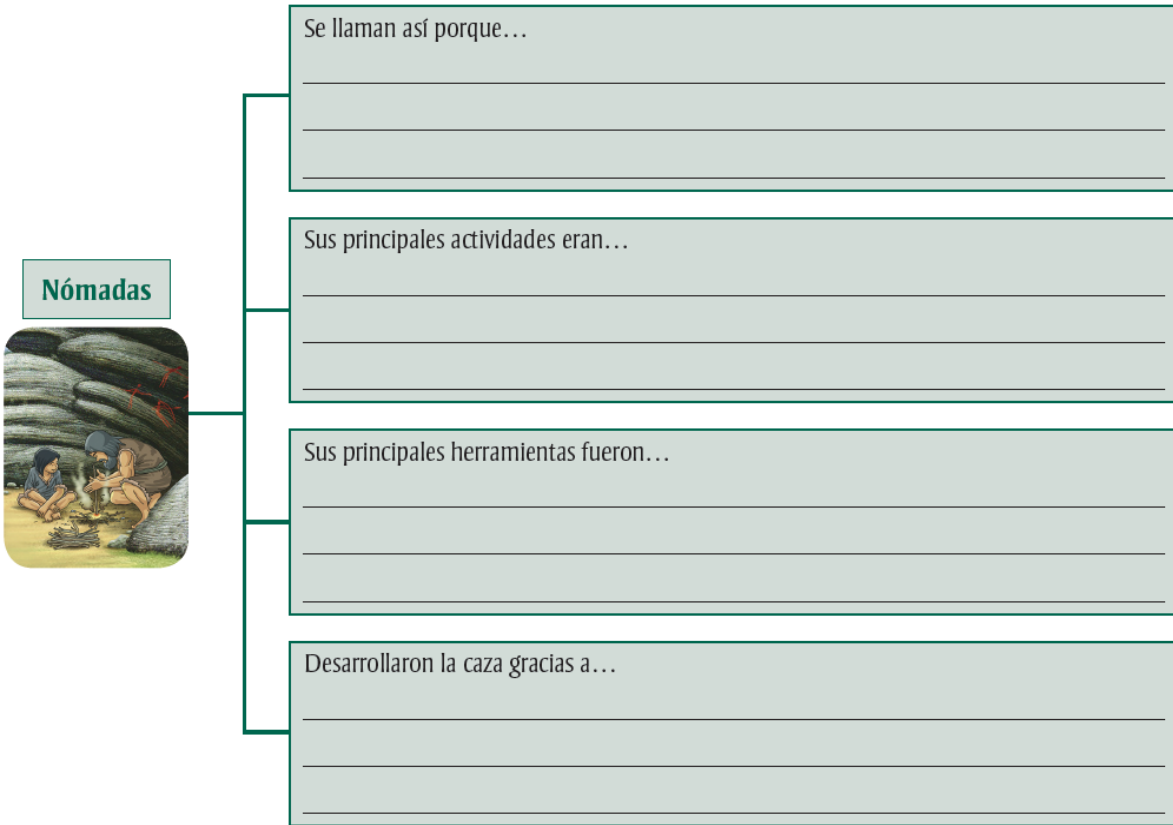 Se llaman así porque…
Sus principales actividades eran…
Nómadas
Sus principales herramientas fueron…
Desarrollaron la caza gracias a…